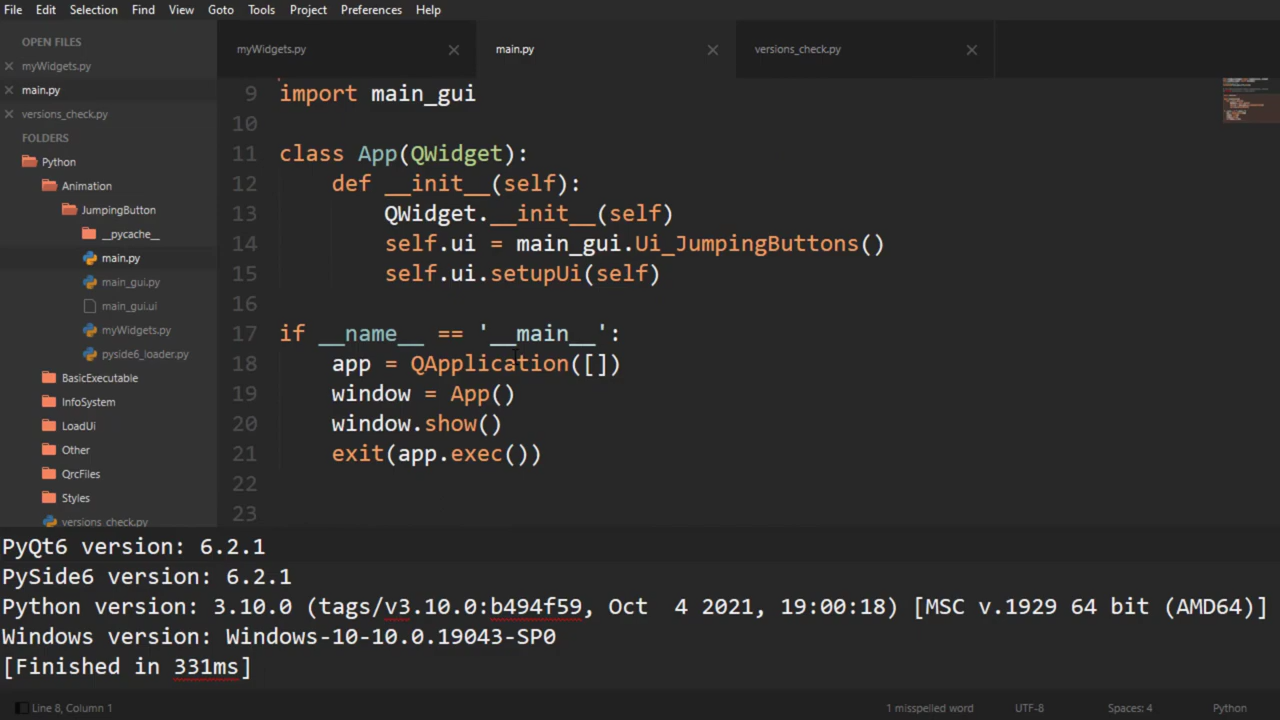 File Edit Selection Find View Goto Tools Project Preferences Help
OPEN FILES
myWidgets.py
main.py
versions_check.py
FOLDERS
Python
Animation
JumpingButton
__pycache__
main.py
main_gui.py
main_gui.ui
myWidgets.py
pyside6_loader.py
BasicExecutable
InfoSystem
LoadUi
Other
QrcFiles
Styles
versions_check.py
myWidgets.py main.py versions_check.py
9 import main_gui
10
11 class App(QWidget):
12     def __init__(self):
13         QWidget.__init__(self)
14         self.ui = main_gui.Ui_JumpingButtons()
15         self.ui.setupUi(self)
16
17 if __name__ == '__main__':
18     app = QApplication([])
19     window = App()
20     window.show()
21     exit(app.exec())
22
23
PyQt6 version: 6.2.1
PySide6 version: 6.2.1
Python version: 3.10.0 (tags/v3.10.0:b494f59, Oct  4 2021, 19:00:18) [MSC v.1929 64 bit (AMD64)]
Windows version: Windows-10-10.0.19043-SP0
[Finished in 331ms]
Line 8, Column 1 1 misspelled word UTF-8 Spaces: 4 Python